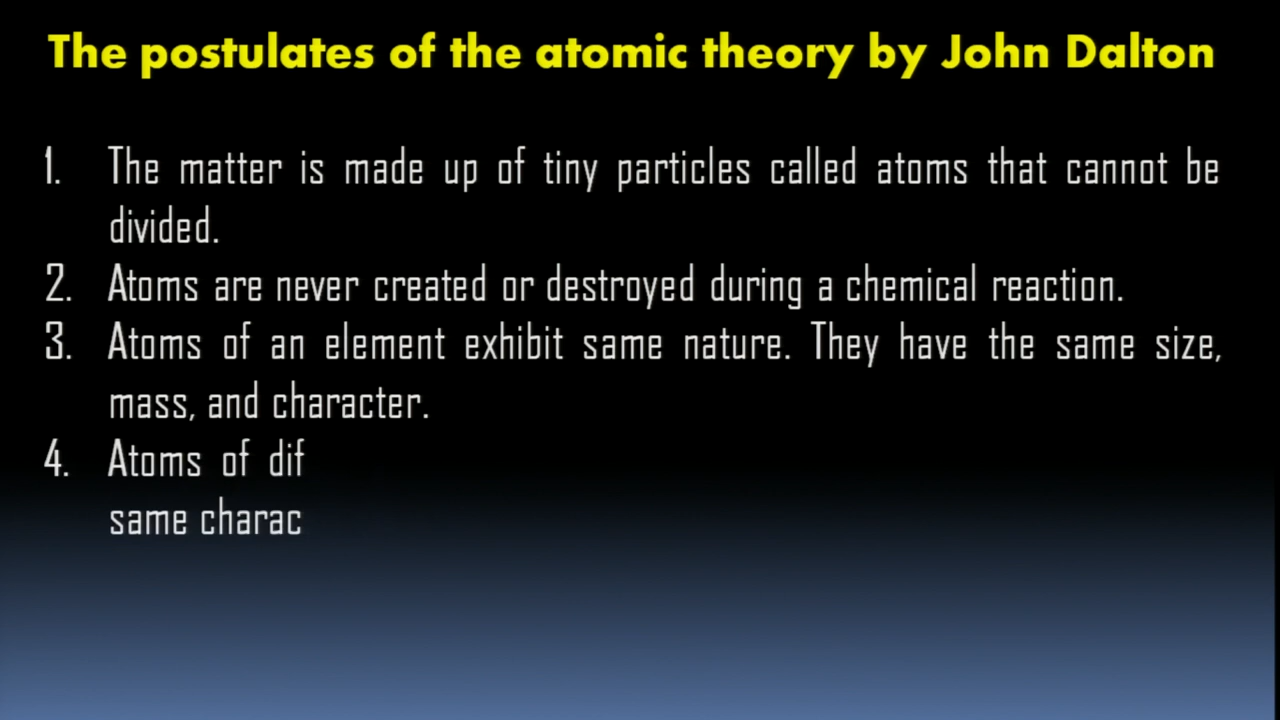 The postulates of the atomic theory by John Dalton
1. The matter is made up of tiny particles called atoms that cannot be
divided.
2. Atoms are never created or destroyed during a chemical reaction.
3. Atoms of an element exhibit same nature. They have the same size,
mass, and character.
4. Atoms of dif
same charac